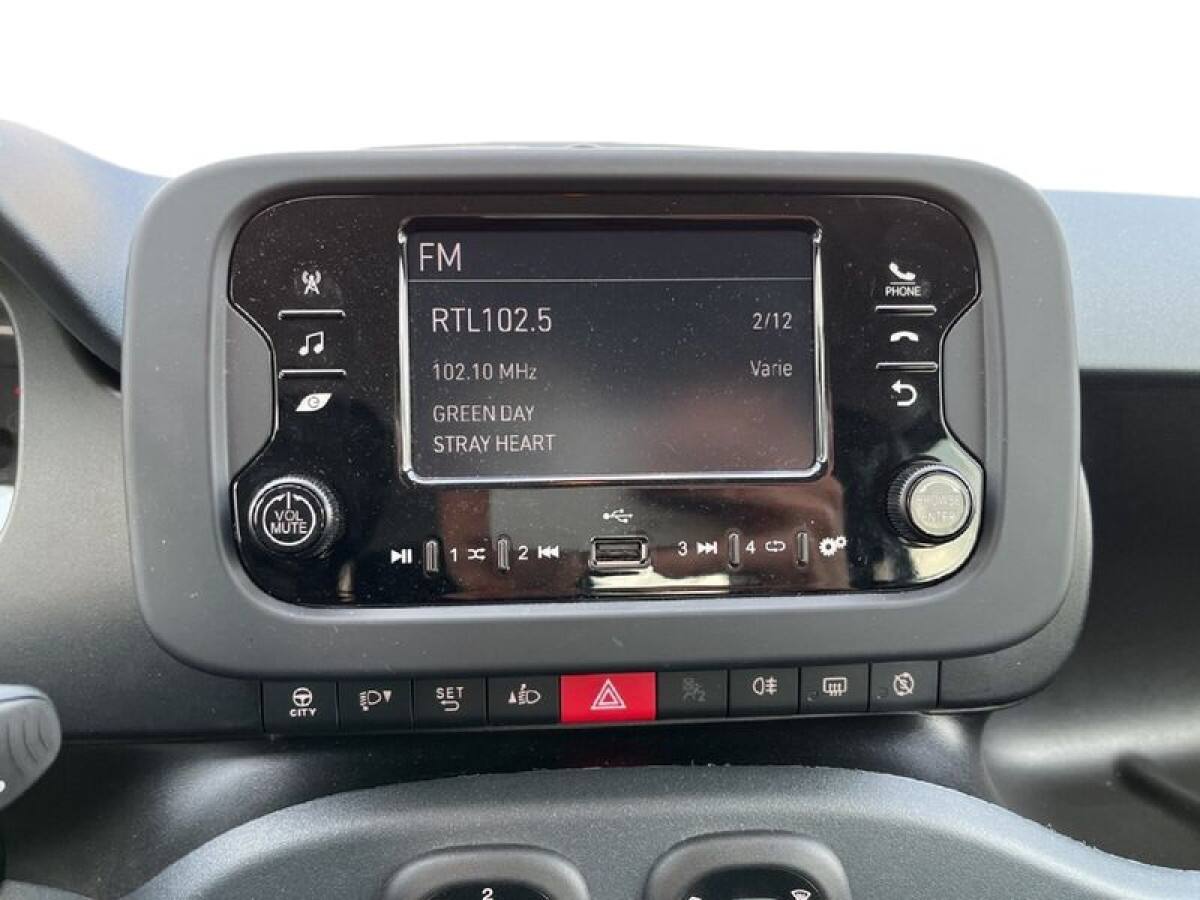 FM
RTL102.5 2/12
102.10 MHz Varie
GREEN DAY
STRAY HEART
PHONE
VOL
MUTE
BROWSE
ENTER
1 2 3 4
CITY
SET
2